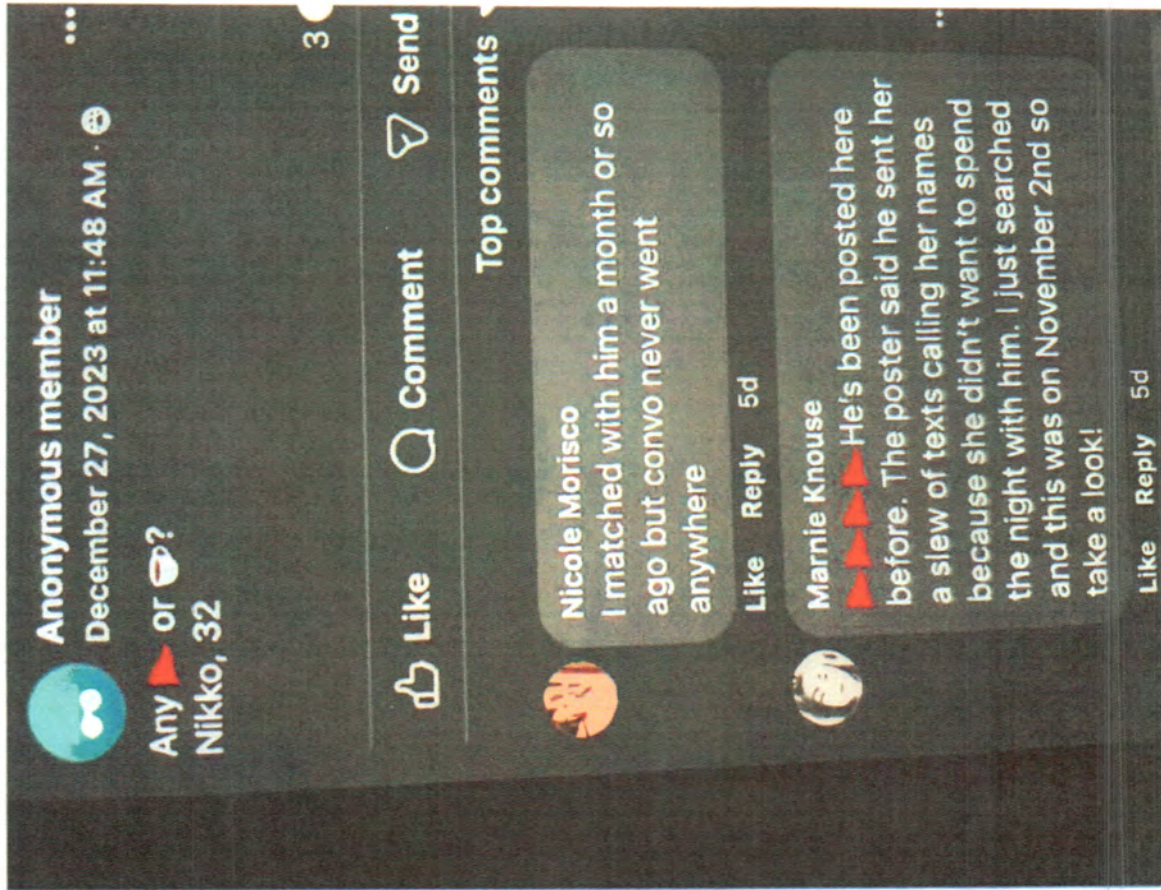 Anonymous member
December 27, 2023 at 11:48 AM ·
...
Any 🚩 or ☕?
Nikko, 32
3
Like Comment Send
Top comments
Nicole Morisco
I matched with him a month or so
ago but convo never went
anywhere
Like Reply 5d
Marnie Knouse
🚩🚩🚩🚩He's been posted here
before. The poster said he sent her
a slew of texts calling her names
because she didn't want to spend
the night with him. I just searched
and this was on November 2nd so
take a look!
..
Like Reply 5d